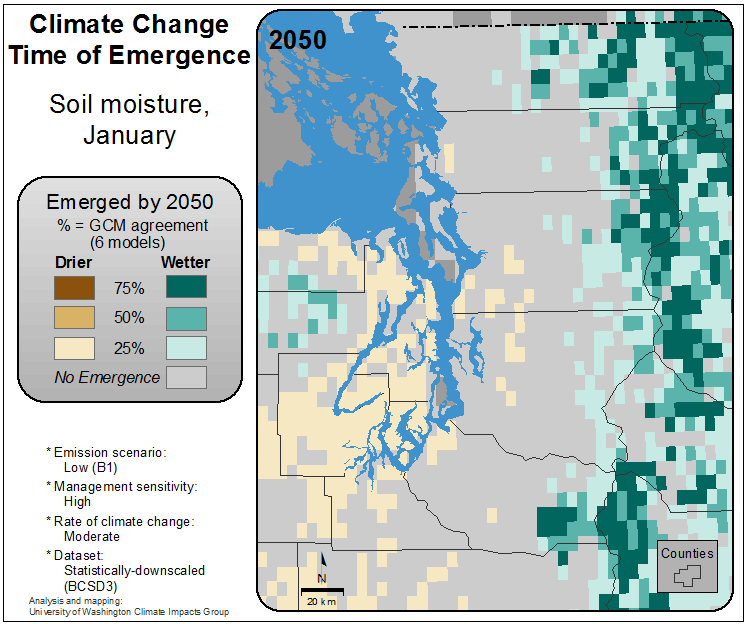 Climate Change
Time of Emergence
Soil moisture,
January
Emerged by 2050
% = GCM agreement
(6 models)
Drier Wetter
75%
50%
25%
No Emergence
* Emission scenario:
Low (B1)
* Management sensitivity:
High
* Rate of climate change:
Moderate
* Dataset:
Statistically-downscaled
(BCSD3)
Analysis and mapping:
University of Washington Climate Impacts Group
2050
N
20 km
Counties